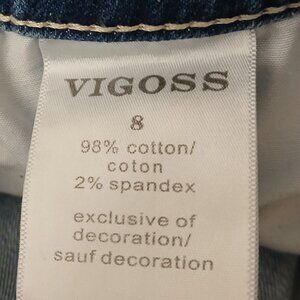 VIGOSS
8
98% cotton/
coton
2% spandex
exclusive of
decoration/
sauf decoration